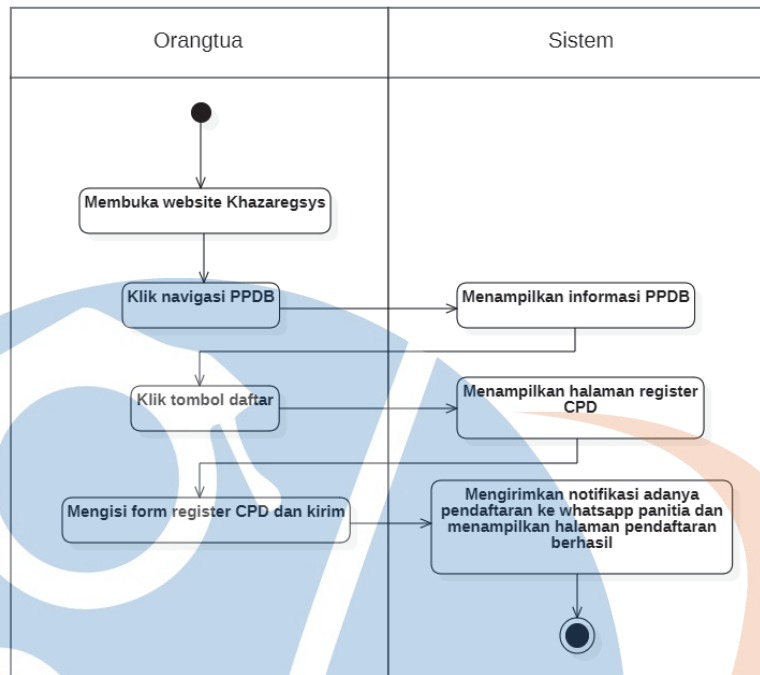 Orangtua
Sistem
Membuka website Khazaregsys
Klik navigasi PPDB
Menampilkan informasi PPDB
Klik tombol daftar
Menampilkan halaman register
CPD
Mengisi form register CPD dan kirim
Mengirimkan notifikasi adanya
pendaftaran ke whatsapp panitia dan
menampilkan halaman pendaftaran
berhasil